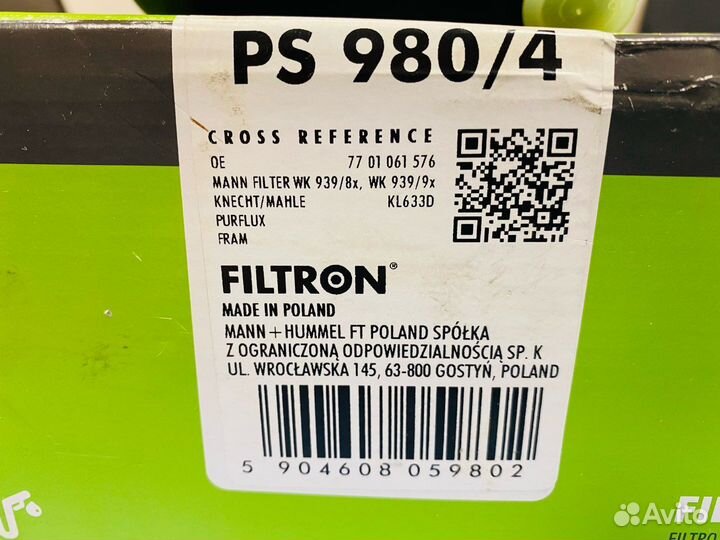 PS 980/4
CROSS REFERENCE
OE 77 01 061 576
MANN FILTER WK 939/8x, WK 939/9x
KNECHT/MAHLE KL633D
PURFLUX
FRAM
FILTRON®
MADE IN POLAND
MANN+HUMMEL FT POLAND SPÓŁKA
Z OGRANICZONĄ ODPOWIEDZIALNOŚCIĄ SP. K
UL. WROCŁAWSKA 145, 63-800 GOSTYŃ, POLAND
5 904608 059802
Avito
FILTRO